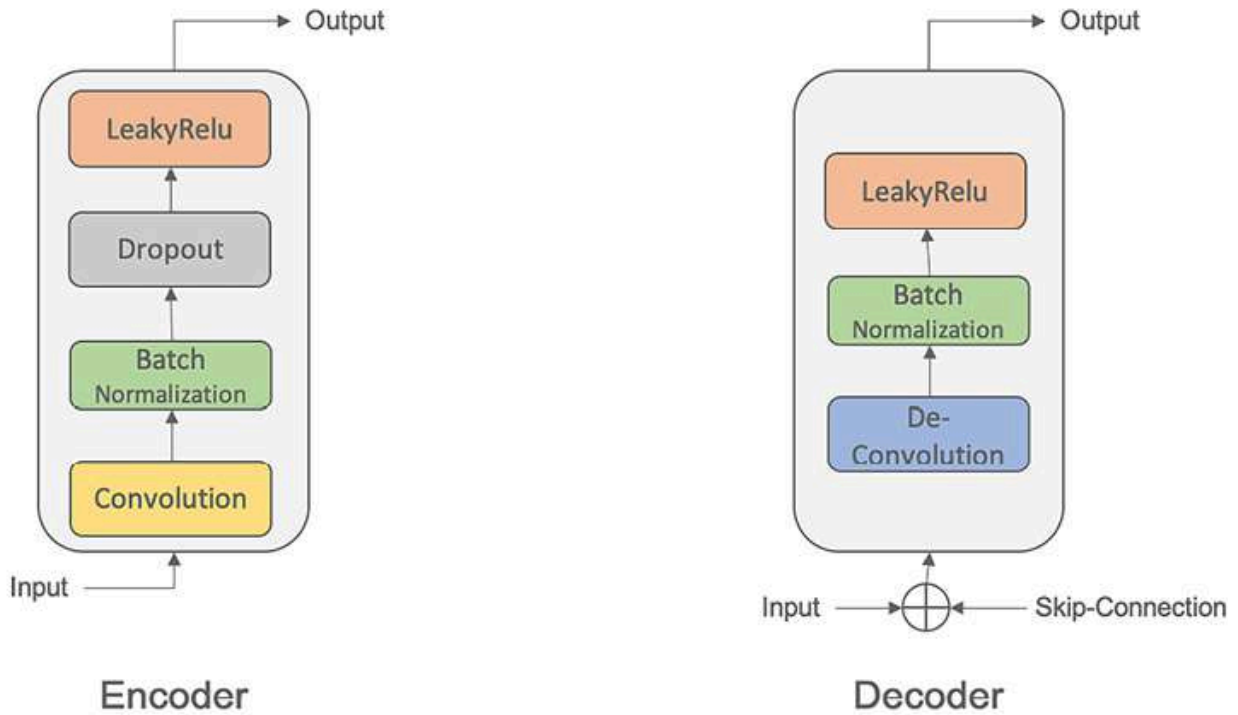 Output
LeakyRelu
Dropout
Batch
Normalization
Convolution
Input
Encoder
Output
LeakyRelu
Batch
Normalization
De-
Convolution
Input
Skip-Connection
Decoder